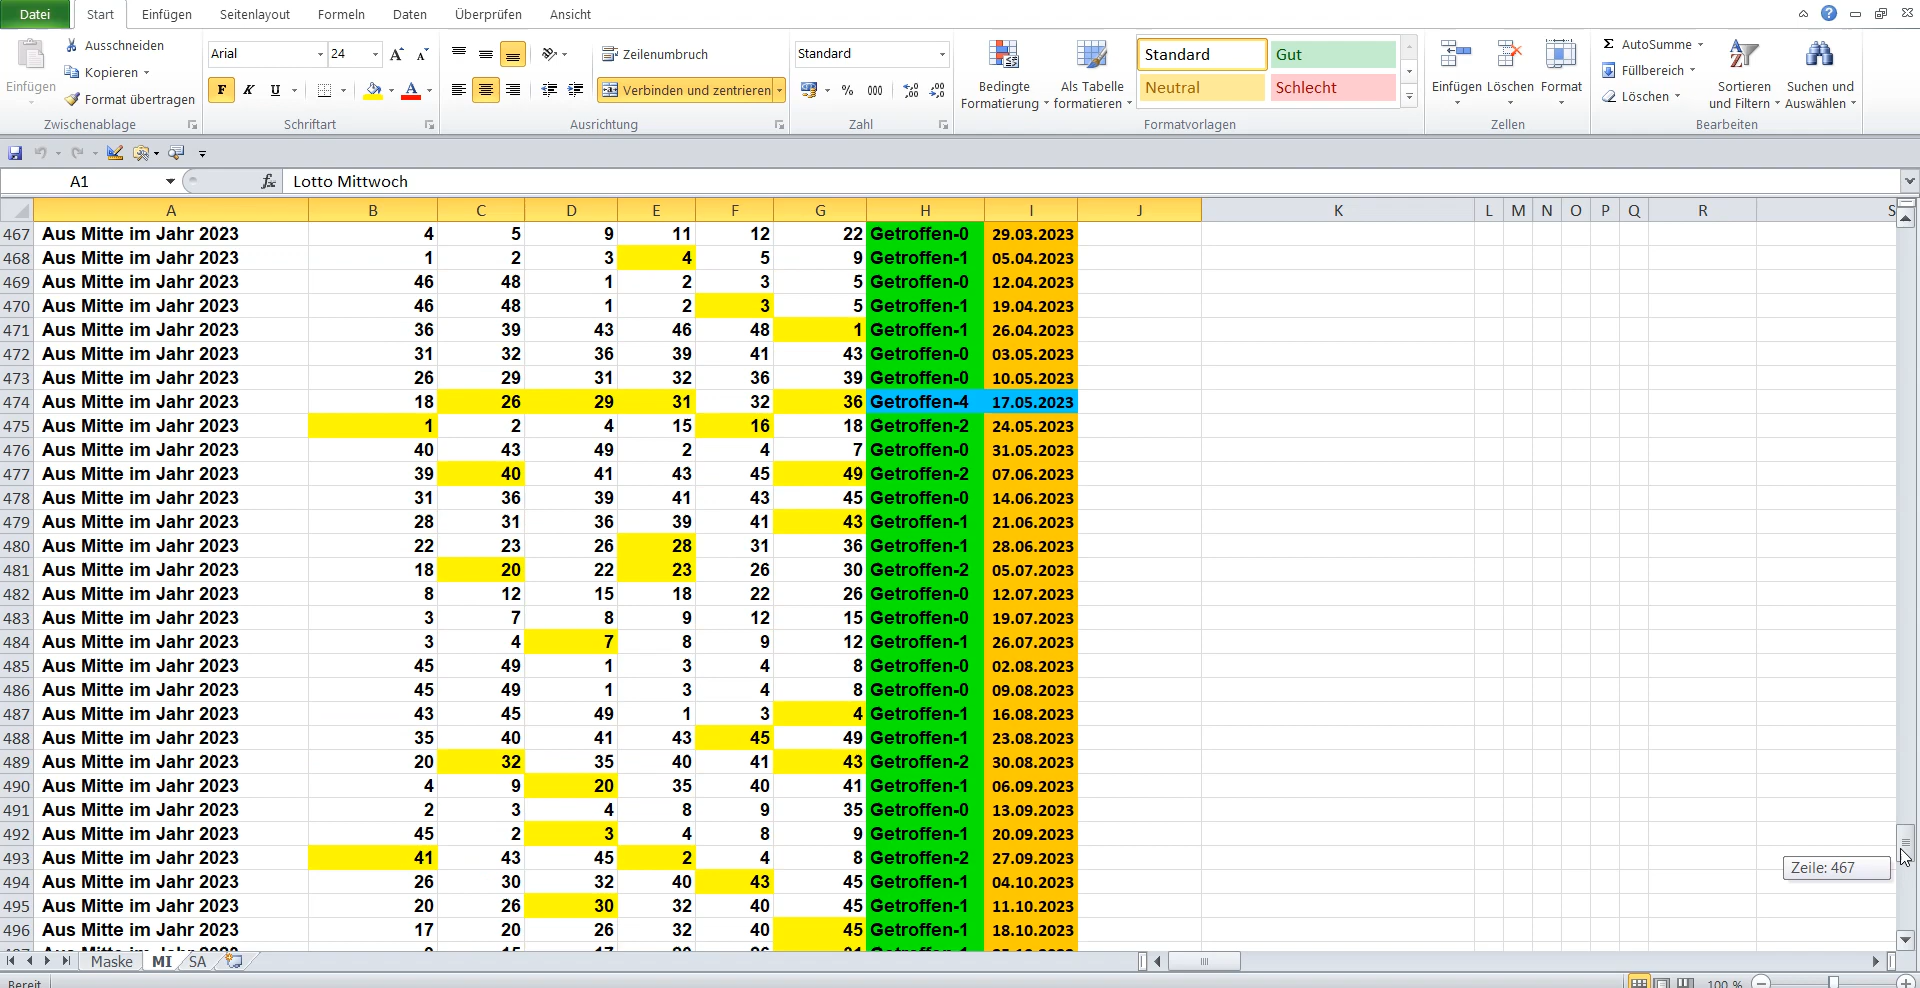 Datei Start Einfügen Seitenlayout Formeln Daten Überprüfen Ansicht
Einfügen Ausschneiden Kopieren Format übertragen Zwischenablage
Arial 24 F K U Schriftart
Zeilenumbruch Verbinden und zentrieren Ausrichtung
Standard % 000 Zahl
Bedingte Formatierung Als Tabelle formatieren
Standard Gut Neutral Schlecht Formatvorlagen
Einfügen Löschen Format Zellen
Σ AutoSumme Füllbereich Löschen Sortieren und Filtern Suchen und Auswählen Bearbeiten
A1 fx Lotto Mittwoch
A B C D E F G H I J K L M N O P Q R S
467 Aus Mitte im Jahr 2023 4 5 9 11 12 22 Getroffen-0 29.03.2023
468 Aus Mitte im Jahr 2023 1 2 3 4 5 9 Getroffen-1 05.04.2023
469 Aus Mitte im Jahr 2023 46 48 1 2 3 5 Getroffen-0 12.04.2023
470 Aus Mitte im Jahr 2023 46 48 1 2 3 5 Getroffen-1 19.04.2023
471 Aus Mitte im Jahr 2023 36 39 43 46 48 1 Getroffen-1 26.04.2023
472 Aus Mitte im Jahr 2023 31 32 36 39 41 43 Getroffen-0 03.05.2023
473 Aus Mitte im Jahr 2023 26 29 31 32 36 39 Getroffen-0 10.05.2023
474 Aus Mitte im Jahr 2023 18 26 29 31 32 36 Getroffen-4 17.05.2023
475 Aus Mitte im Jahr 2023 1 2 4 15 16 18 Getroffen-2 24.05.2023
476 Aus Mitte im Jahr 2023 40 43 49 2 4 7 Getroffen-0 31.05.2023
477 Aus Mitte im Jahr 2023 39 40 41 43 45 49 Getroffen-2 07.06.2023
478 Aus Mitte im Jahr 2023 31 36 39 41 43 45 Getroffen-0 14.06.2023
479 Aus Mitte im Jahr 2023 28 31 36 39 41 43 Getroffen-1 21.06.2023
480 Aus Mitte im Jahr 2023 22 23 26 28 31 36 Getroffen-1 28.06.2023
481 Aus Mitte im Jahr 2023 18 20 22 23 26 30 Getroffen-2 05.07.2023
482 Aus Mitte im Jahr 2023 8 12 15 18 22 26 Getroffen-0 12.07.2023
483 Aus Mitte im Jahr 2023 3 7 8 9 12 15 Getroffen-0 19.07.2023
484 Aus Mitte im Jahr 2023 3 4 7 8 9 12 Getroffen-1 26.07.2023
485 Aus Mitte im Jahr 2023 45 49 1 3 4 8 Getroffen-0 02.08.2023
486 Aus Mitte im Jahr 2023 45 49 1 3 4 8 Getroffen-0 09.08.2023
487 Aus Mitte im Jahr 2023 43 45 49 1 3 4 Getroffen-1 16.08.2023
488 Aus Mitte im Jahr 2023 35 40 41 43 45 49 Getroffen-1 23.08.2023
489 Aus Mitte im Jahr 2023 20 32 35 40 41 43 Getroffen-2 30.08.2023
490 Aus Mitte im Jahr 2023 4 9 20 35 40 41 Getroffen-1 06.09.2023
491 Aus Mitte im Jahr 2023 2 3 4 8 9 35 Getroffen-0 13.09.2023
492 Aus Mitte im Jahr 2023 45 2 3 4 8 9 Getroffen-1 20.09.2023
493 Aus Mitte im Jahr 2023 41 43 45 2 4 8 Getroffen-2 27.09.2023
494 Aus Mitte im Jahr 2023 26 30 32 40 43 45 Getroffen-1 04.10.2023
495 Aus Mitte im Jahr 2023 20 26 30 32 40 45 Getroffen-1 11.10.2023
496 Aus Mitte im Jahr 2023 17 20 26 32 40 45 Getroffen-1 18.10.2023
Zeile: 467
Maske MI SA
Bereit 100 %